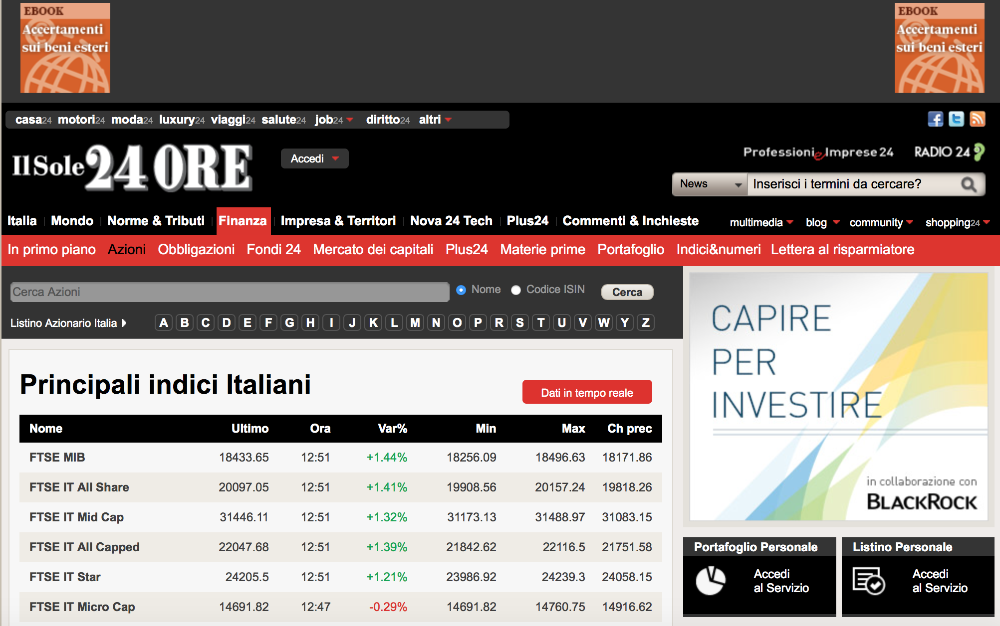 EBOOK
Accertamenti
sui beni esteri
EBOOK
Accertamenti
sui beni esteri
casa24 motori24 moda24 luxury24 viaggi24 salute24 job24 diritto24 altri
Il Sole 24 ORE
Accedi
Professioni e Imprese24 RADIO 24
News Inserisci i termini da cercare?
Italia Mondo Norme & Tributi Finanza Impresa & Territori Nova 24 Tech Plus24 Commenti & Inchieste multimedia blog community shopping24
In primo piano Azioni Obbligazioni Fondi 24 Mercato dei capitali Plus24 Materie prime Portafoglio Indici&numeri Lettera al risparmiatore
Cerca Azioni Nome Codice ISIN Cerca
Listino Azionario Italia A B C D E F G H I J K L M N O P R S T U V W Y Z
Principali indici Italiani
Dati in tempo reale
Nome Ultimo Ora Var% Min Max Ch prec
FTSE MIB 18433.65 12:51 +1.44% 18256.09 18496.63 18171.86
FTSE IT All Share 20097.05 12:51 +1.41% 19908.56 20157.24 19818.26
FTSE IT Mid Cap 31446.11 12:51 +1.32% 31173.13 31488.97 31083.15
FTSE IT All Capped 22047.68 12:51 +1.39% 21842.62 22116.5 21751.58
FTSE IT Star 24205.5 12:51 +1.21% 23986.92 24239.3 24058.15
FTSE IT Micro Cap 14691.82 12:47 -0.29% 14691.82 14760.75 14916.62
CAPIRE
PER
INVESTIRE
in collaborazione con
BLACKROCK
Portafoglio Personale
Accedi
al Servizio
Listino Personale
Accedi
al Servizio